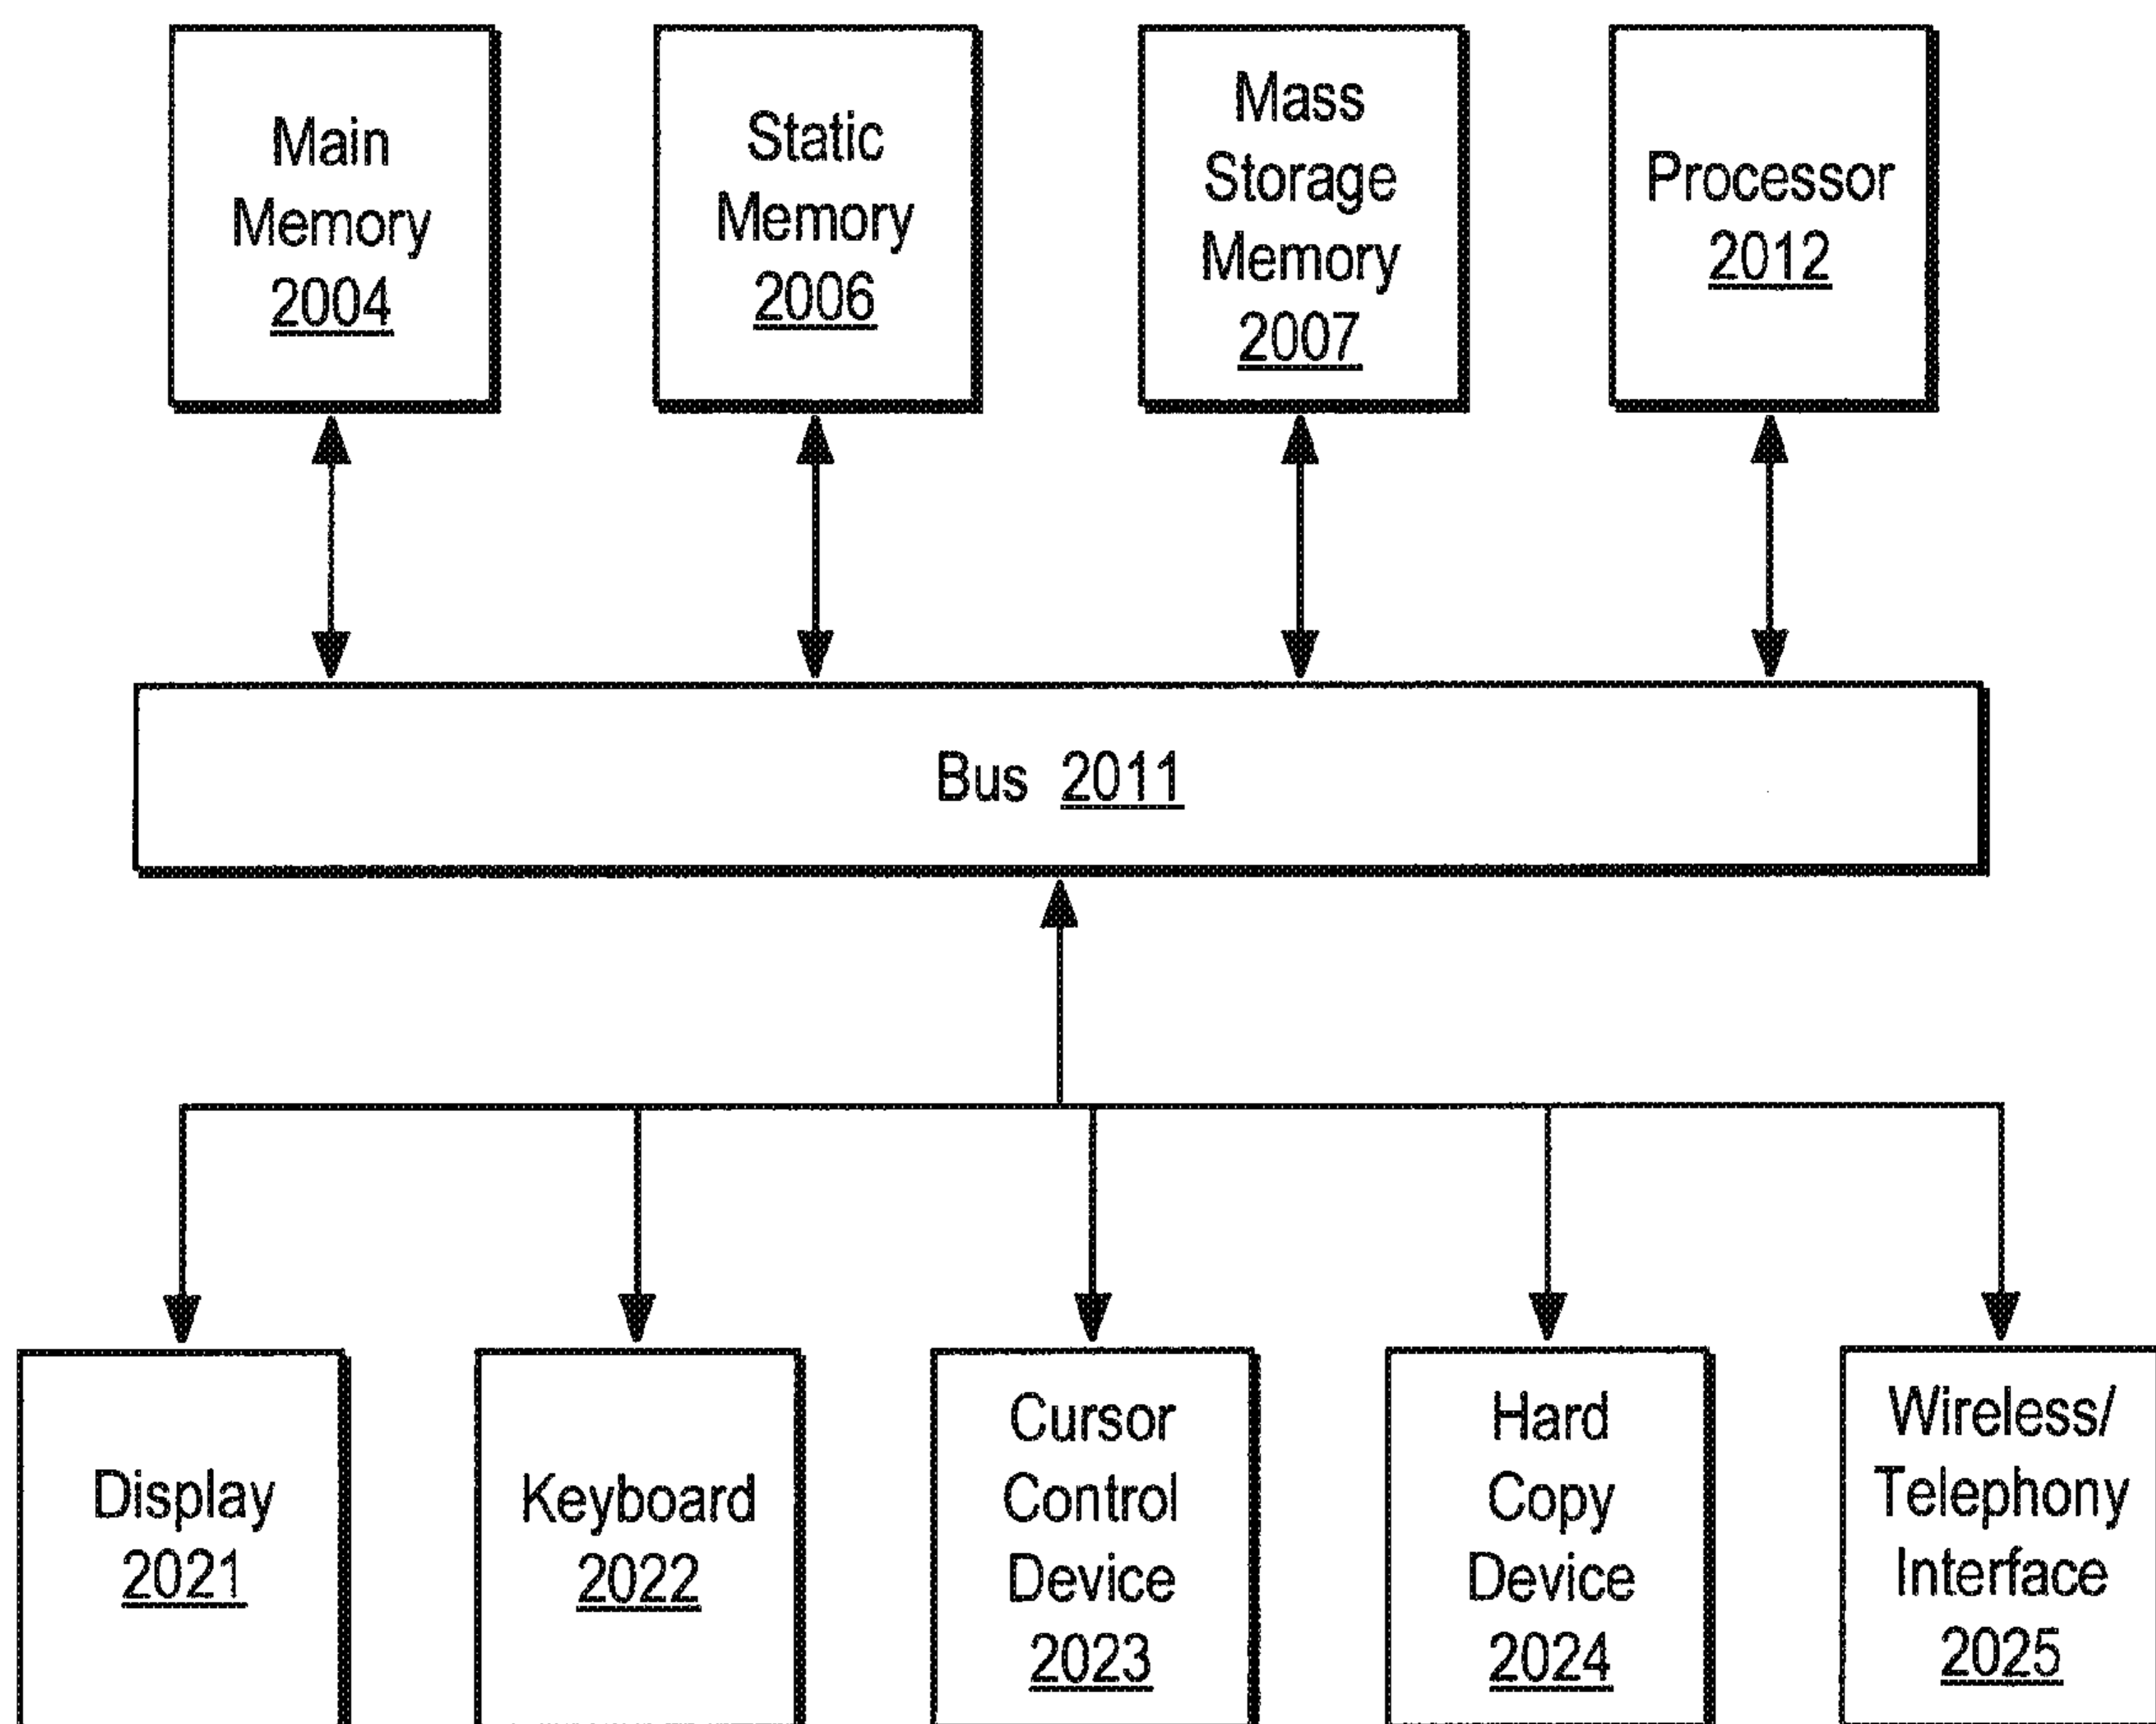 Main
Memory
2004
Static
Memory
2006
Mass
Storage
Memory
2007
Processor
2012
Bus 2011
Display
2021
Keyboard
2022
Cursor
Control
Device
2023
Hard
Copy
Device
2024
Wireless/
Telephony
Interface
2025